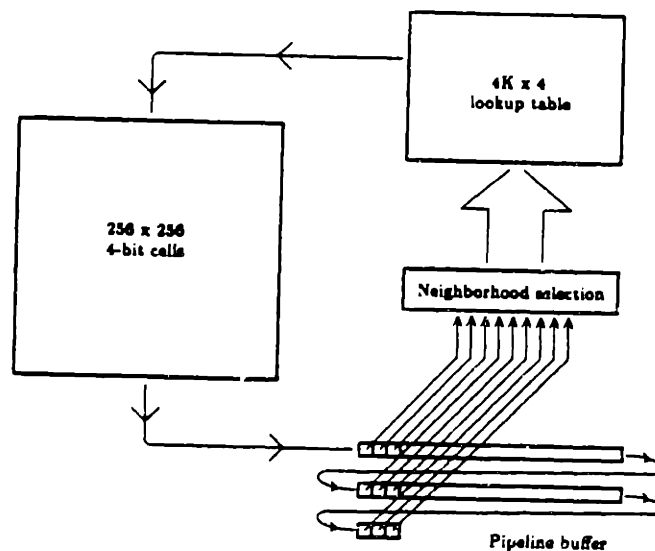 4K x 4
lookup table
256 x 256
4-bit cells
Neighborhood selection
Pipeline buffer